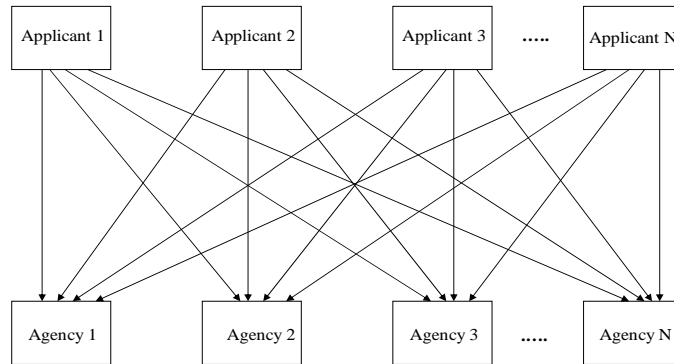 Applicant 1 Applicant 2 Applicant 3 ..... Applicant N
Agency 1 Agency 2 Agency 3 ..... Agency N